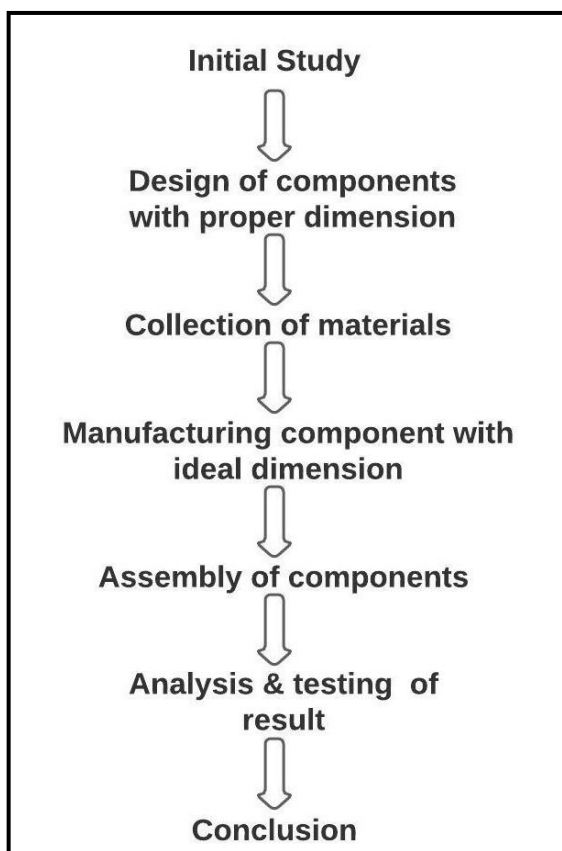 Initial Study
Design of components
with proper dimension
Collection of materials
Manufacturing component with
ideal dimension
Assembly of components
Analysis & testing of
result
Conclusion